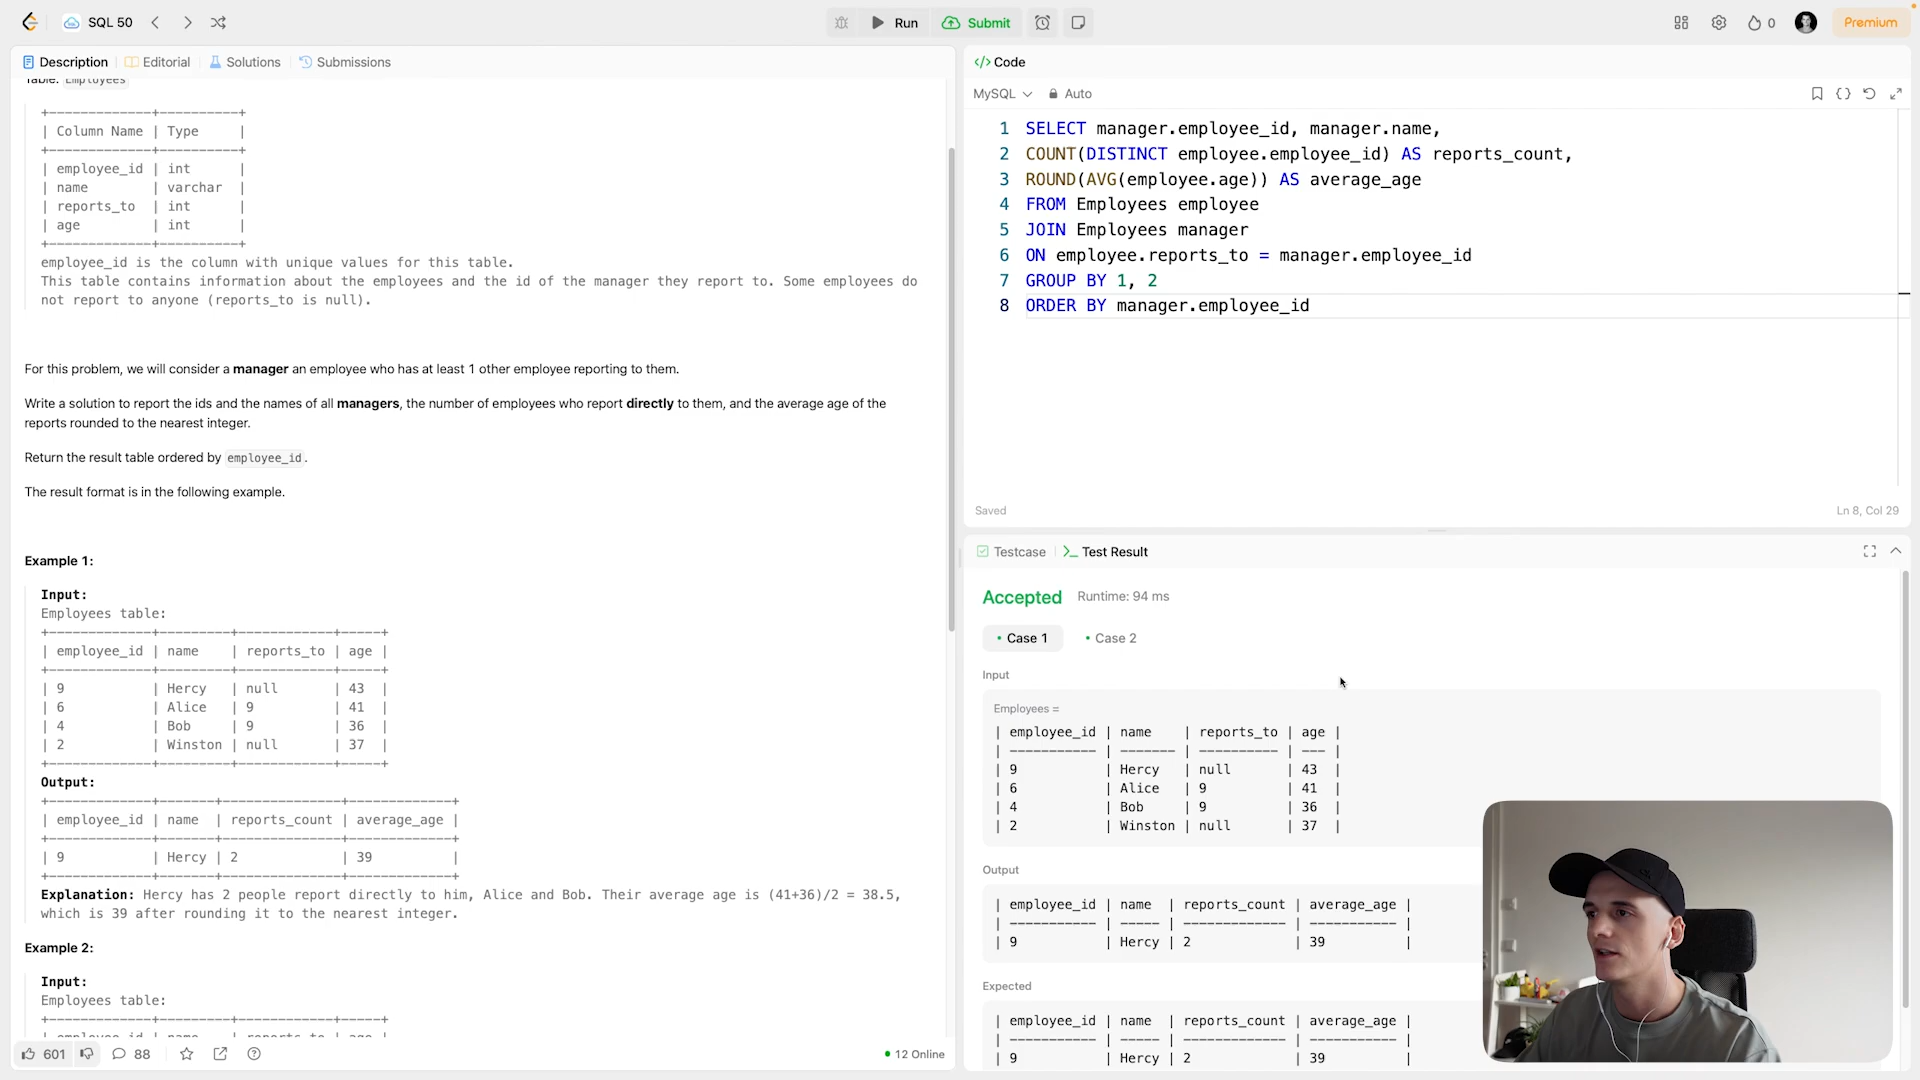 SQL 50
Run
Submit
0
Premium
Description
Editorial
Solutions
Submissions
Table: Employees
+-------------+----------+
| Column Name | Type     |
+-------------+----------+
| employee_id | int      |
| name        | varchar  |
| reports_to  | int      |
| age         | int      |
+-------------+----------+
employee_id is the column with unique values for this table.
This table contains information about the employees and the id of the manager they report to. Some employees do
not report to anyone (reports_to is null).
For this problem, we will consider a manager an employee who has at least 1 other employee reporting to them.
Write a solution to report the ids and the names of all managers, the number of employees who report directly to them, and the average age of the
reports rounded to the nearest integer.
Return the result table ordered by employee_id.
The result format is in the following example.
Example 1:
Input:
Employees table:
+-------------+---------+------------+-----+
| employee_id | name    | reports_to | age |
+-------------+---------+------------+-----+
| 9           | Hercy   | null       | 43  |
| 6           | Alice   | 9          | 41  |
| 4           | Bob     | 9          | 36  |
| 2           | Winston | null       | 37  |
+-------------+---------+------------+-----+
Output:
+-------------+-------+---------------+-------------+
| employee_id | name  | reports_count | average_age |
+-------------+-------+---------------+-------------+
| 9           | Hercy | 2             | 39          |
+-------------+-------+---------------+-------------+
Explanation: Hercy has 2 people report directly to him, Alice and Bob. Their average age is (41+36)/2 = 38.5,
which is 39 after rounding it to the nearest integer.
Example 2:
Input:
Employees table:
+-------------+---------+------------+-----+
| employee_id | name    | reports_to | age |
601
88
12 Online
</> Code
MySQL
Auto
1 SELECT manager.employee_id, manager.name,
2 COUNT(DISTINCT employee.employee_id) AS reports_count,
3 ROUND(AVG(employee.age)) AS average_age
4 FROM Employees employee
5 JOIN Employees manager
6 ON employee.reports_to = manager.employee_id
7 GROUP BY 1, 2
8 ORDER BY manager.employee_id
Saved
Ln 8, Col 29
Testcase
>_ Test Result
Accepted
Runtime: 94 ms
• Case 1
• Case 2
Input
Employees =
| employee_id | name    | reports_to | age |
| ----------- | ------- | ---------- | --- |
| 9           | Hercy   | null       | 43  |
| 6           | Alice   | 9          | 41  |
| 4           | Bob     | 9          | 36  |
| 2           | Winston | null       | 37  |
Output
| employee_id | name  | reports_count | average_age |
| ----------- | ----- | ------------- | ----------- |
| 9           | Hercy | 2             | 39          |
Expected
| employee_id | name  | reports_count | average_age |
| ----------- | ----- | ------------- | ----------- |
| 9           | Hercy | 2             | 39          |